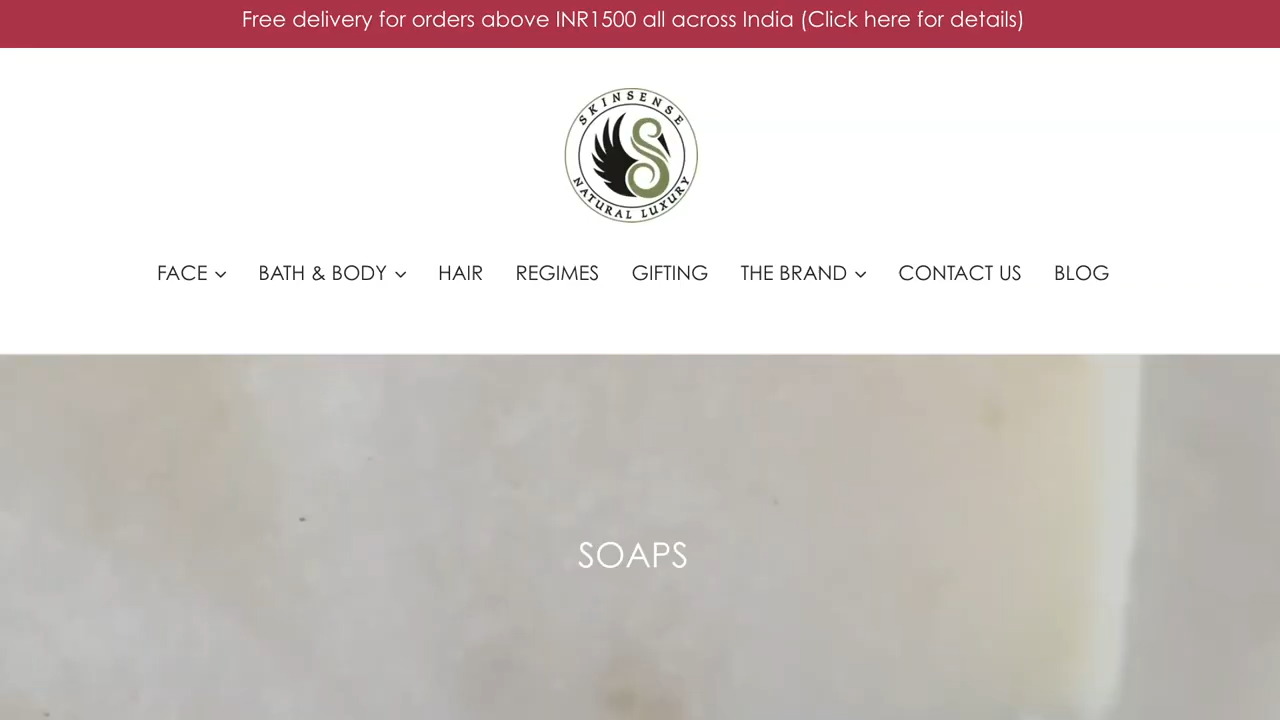 Free delivery for orders above INR1500 all across India (Click here for details)
SKINSENSE
NATURAL LUXURY
FACE
BATH & BODY
HAIR
REGIMES
GIFTING
THE BRAND
CONTACT US
BLOG
SOAPS